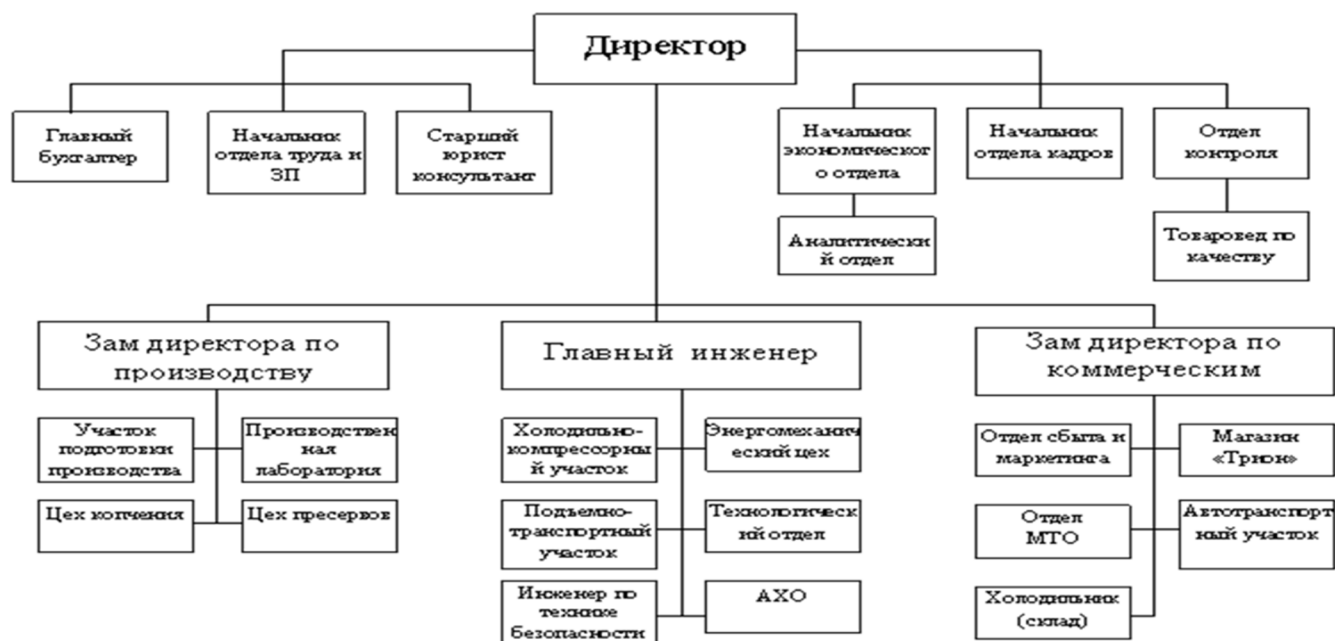 Директор
Главный
бухгалтер
Начальник
отдела труда и
ЗП
Старший
юрист
консультант
Начальник
экономическог
о отдела
Начальник
отдела кадров
Отдел
контроля
Аналитически
й отдел
Товаровед по
качеству
Зам директора по
производству
Главный инженер
Зам директора по
коммерческим
Участок
подготовки
производства
Производствен
ная
лаборатория
Цех копчения
Цех пресервов
Холодильно-
компрессорны
й участок
Энергомеханич
еский цех
Подъемно-
транспортный
участок
Технологическ
ий отдел
Инженер по
технике
безопасности
АХО
Отдел сбыта и
маркетинга
Магазин
«Трион»
Отдел
МТО
Автотранспорт
ный участок
Холодильник
(склад)